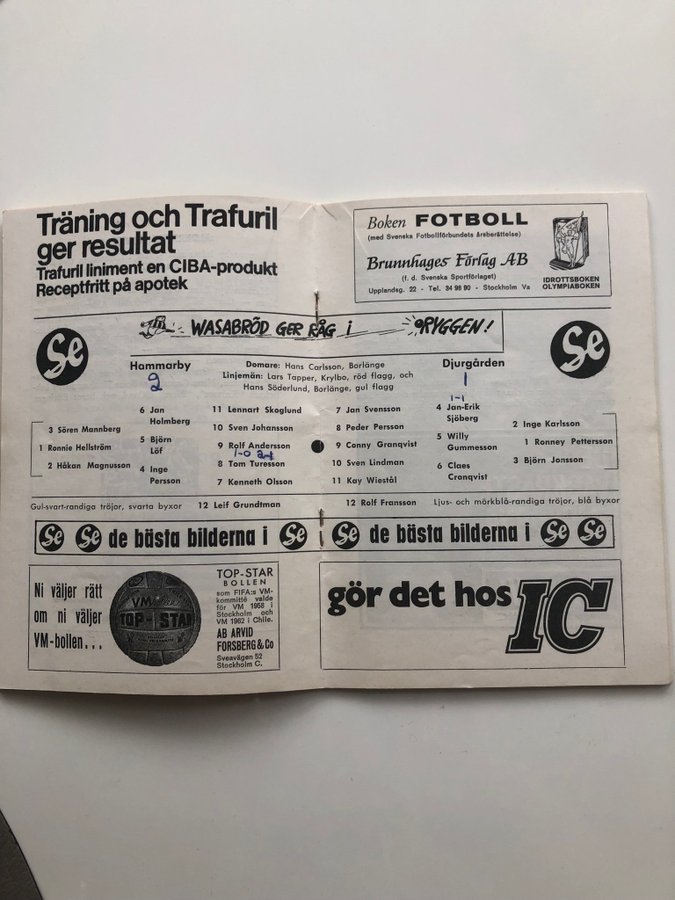 Träning och Trafuril
ger resultat
Trafuril liniment en CIBA-produkt
Receptfritt på apotek
Boken FOTBOLL
(med Svenska Fotbollförbundets årsberättelse)
Brunnhages Förlag AB
(f. d. Svenska Sportförlaget)
Upplandsg. 22 - Tel. 34 98 90 - Stockholm Va
IDROTTSBOKEN
OLYMPIABOKEN
WASABRÖD GER RÅG i RYGGEN!
Se
Se
Hammarby
2
Domare: Hans Carlsson, Borlänge
Linjemän: Lars Tapper, Krylbo, röd flagg, och
Hans Söderlund, Borlänge, gul flagg
Djurgården
1
3 Sören Mannberg
1 Ronnie Hellström
2 Håkan Magnusson
6 Jan
Holmberg
5 Björn
Löf
4 Inge
Persson
11 Lennart Skoglund
10 Sven Johansson
9 Rolf Andersson
1-0
8 Tom Turesson
7 Kenneth Olsson
7 Jan Svensson
8 Peder Persson
9 Conny Granqvist
10 Sven Lindman
11 Kay Wiestål
1-1
4 Jan-Erik
Sjöberg
5 Willy
Gummesson
6 Claes
Cronqvist
2 Inge Karlsson
1 Ronney Pettersson
3 Björn Jonsson
Gul-svart-randiga tröjor, svarta byxor
12 Leif Grundtman
12 Rolf Fransson
Ljus- och mörkblå-randiga tröjor, blå byxor
Se Se de bästa bilderna i Se
Se de bästa bilderna i Se Se
Ni väljer rätt
om ni väljer
VM-bollen...
VM
TOP-STAR
TOP-STAR
BOLLEN
som FIFA:s VM-
kommitté valde
för VM 1958 i
Stockholm och
VM 1962 i Chile.
AB ARVID
FORSBERG & Co
Sveavägen 52
Stockholm C.
gör det hos IC